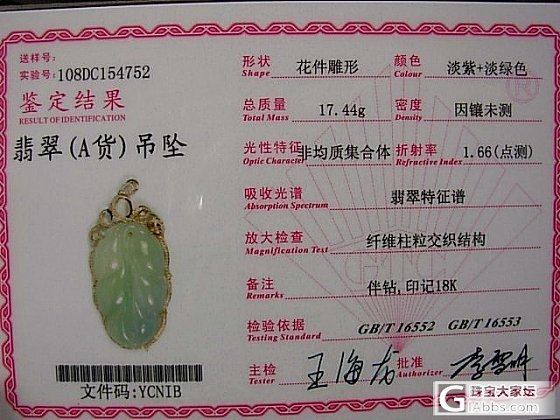 送样号:
实验号: 108DC154752
鉴定结果
RESULT OF IDENTIFICATION
翡翠(A货)吊坠
文件码:YCNIB
形状 花件雕形 颜色 淡紫+淡绿色
Shape Colour
总质量 17.44g 密度 因镶未测
Total Mass Density
光性特征 非均质集合体 折射率 1.66(点测)
Optic Character Refractive Index
吸收光谱 翡翠特征谱
Absorption Spectrum
放大检查 纤维柱粒交织结构
Magnification Test
备注 伴钻,印记18K
Remarks
检验依据 GB/T 16552 GB/T 16553
Testing Standard
主检 王海 批准
Tester Authorizer
G 珠宝大家坛